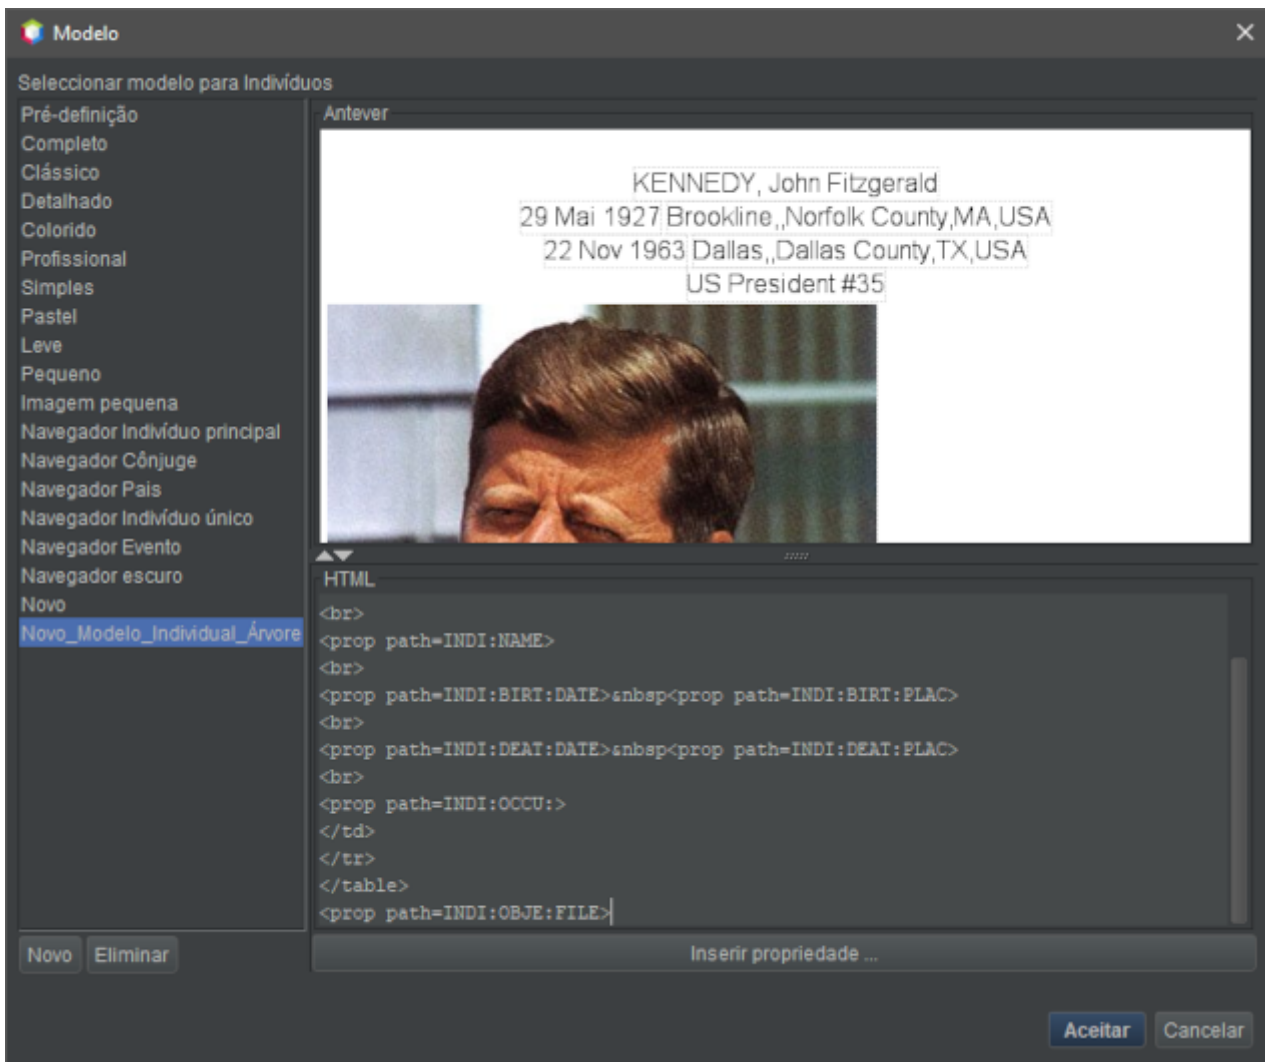 Modelo
Seleccionar modelo para Indivíduos
Pré-definição
Completo
Clássico
Detalhado
Colorido
Profissional
Simples
Pastel
Leve
Pequeno
Imagem pequena
Navegador Indivíduo principal
Navegador Cônjuge
Navegador Pais
Navegador Indivíduo único
Navegador Evento
Navegador escuro
Novo
Novo_Modelo_Individual_Árvore
Novo Eliminar
Antever
KENNEDY, John Fitzgerald
29 Mai 1927 Brookline,,Norfolk County,MA,USA
22 Nov 1963 Dallas,,Dallas County,TX,USA
US President #35
HTML
<br>
<prop path=INDI:NAME>
<br>
<prop path=INDI:BIRT:DATE>&nbsp<prop path=INDI:BIRT:PLAC>
<br>
<prop path=INDI:DEAT:DATE>&nbsp<prop path=INDI:DEAT:PLAC>
<br>
<prop path=INDI:OCCU:>
</td>
</tr>
</table>
<prop path=INDI:OBJE:FILE>
Inserir propriedade ...
Aceitar Cancelar